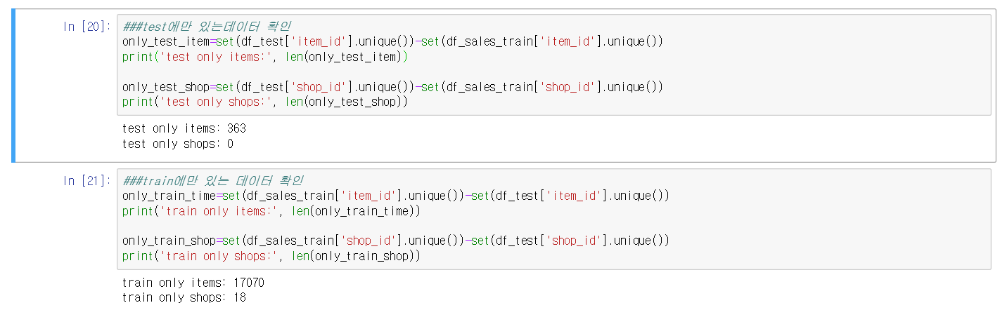 In [20]: ###test에만 있는데이터 확인
only_test_item=set(df_test['item_id'].unique())-set(df_sales_train['item_id'].unique())
print('test only items:', len(only_test_item))
only_test_shop=set(df_test['shop_id'].unique())-set(df_sales_train['shop_id'].unique())
print('test only shops:', len(only_test_shop))
test only items: 363
test only shops: 0
In [21]: ###train에만 있는 데이터 확인
only_train_time=set(df_sales_train['item_id'].unique())-set(df_test['item_id'].unique())
print('train only items:', len(only_train_time))
only_train_shop=set(df_sales_train['shop_id'].unique())-set(df_test['shop_id'].unique())
print('train only shops:', len(only_train_shop))
train only items: 17070
train only shops: 18